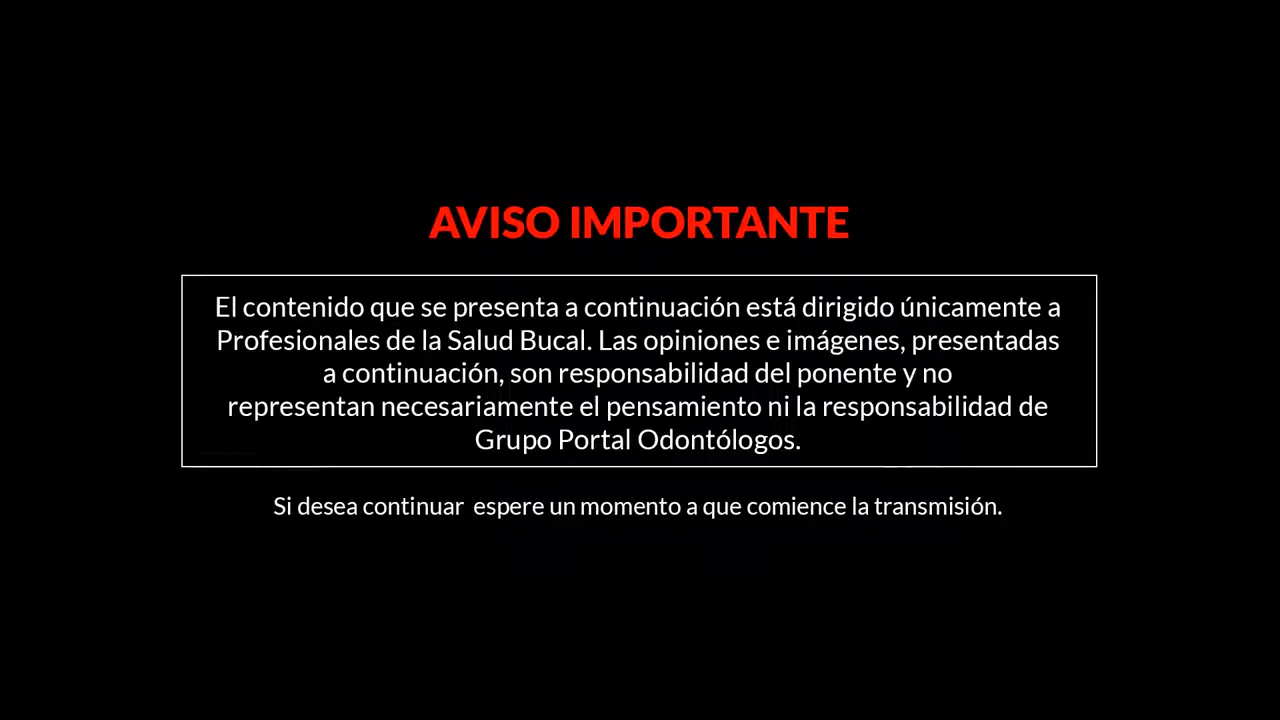 AVISO IMPORTANTE
El contenido que se presenta a continuación está dirigido únicamente a
Profesionales de la Salud Bucal. Las opiniones e imágenes, presentadas
a continuación, son responsabilidad del ponente y no
representan necesariamente el pensamiento ni la responsabilidad de
Grupo Portal Odontólogos.
Si desea continuar  espere un momento a que comience la transmisión.